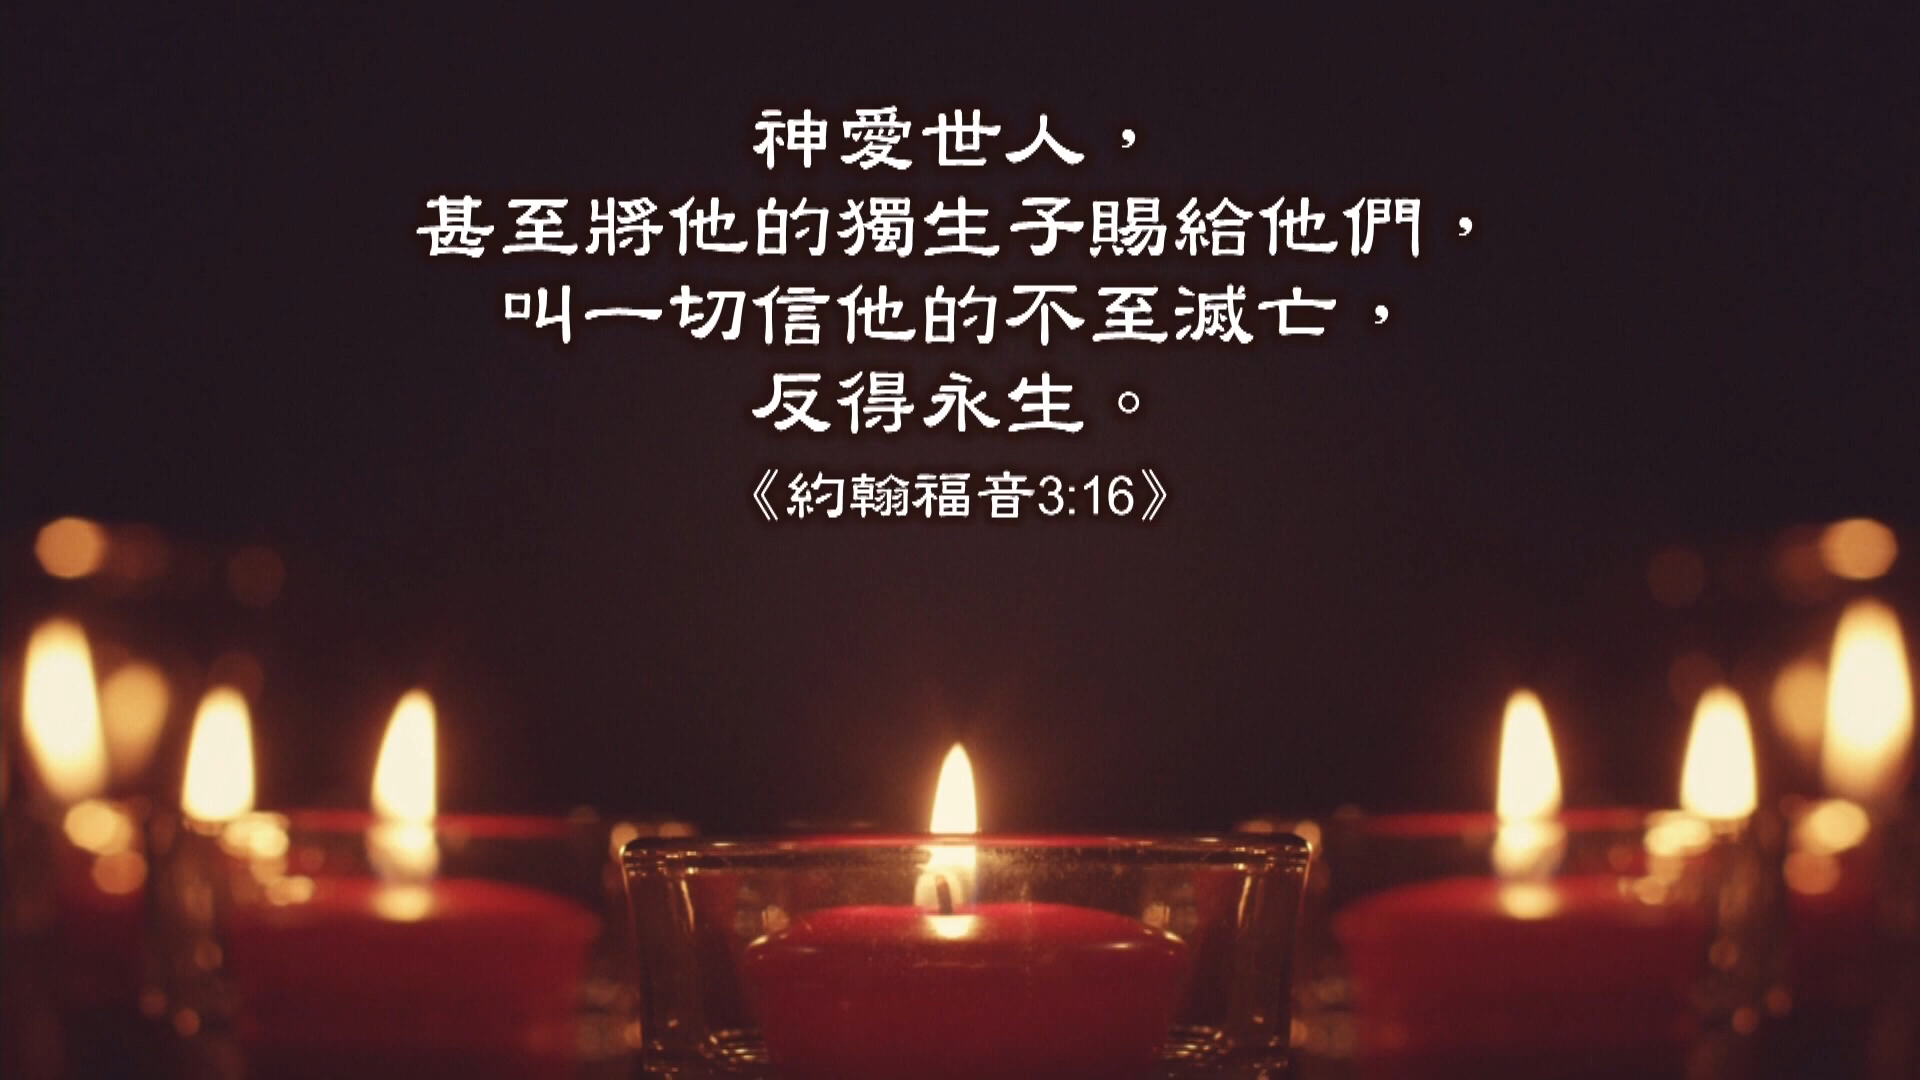 神愛世人，
甚至將他的獨生子賜給他們，
叫一切信他的不至滅亡，
反得永生。
《約翰福音3:16》